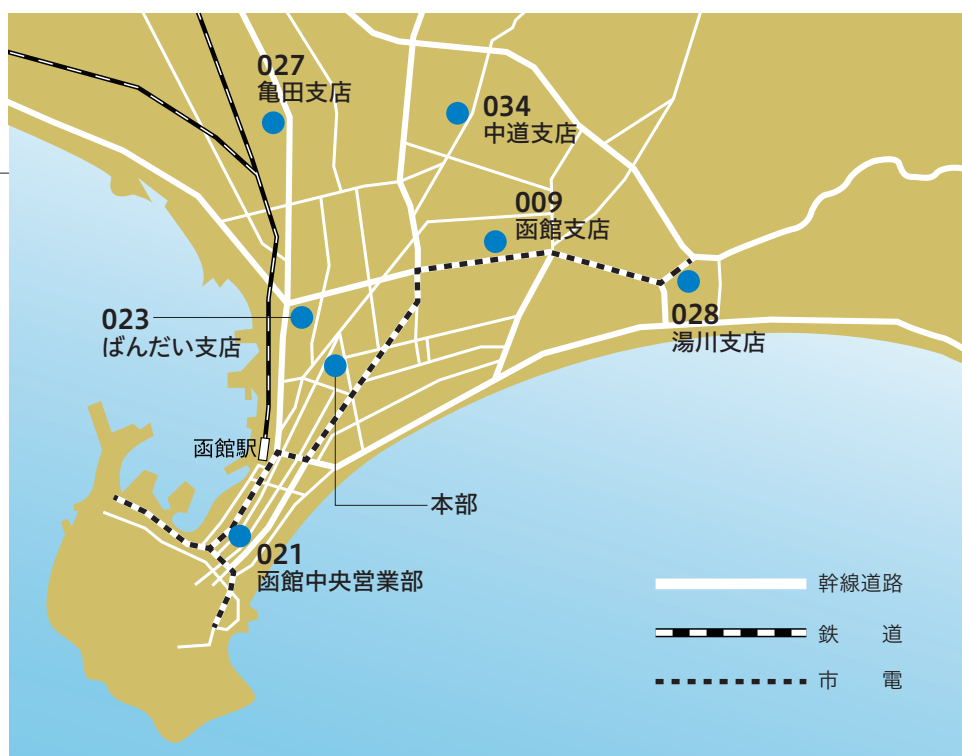 027
亀田支店
034
中道支店
009
函館支店
023
ばんだい支店
028
湯川支店
函館駅
本部
021
函館中央営業部
幹線道路
鉄　道
市　電